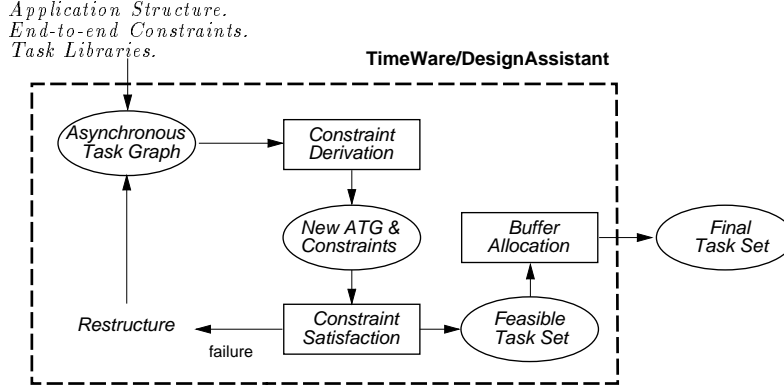 Application Structure.
End-to-end Constraints.
Task Libraries.
TimeWare/DesignAssistant
Asynchronous
Task Graph
Constraint
Derivation
New ATG &
Constraints
Buffer
Allocation
Final
Task Set
Restructure
failure
Constraint
Satisfaction
Feasible
Task Set